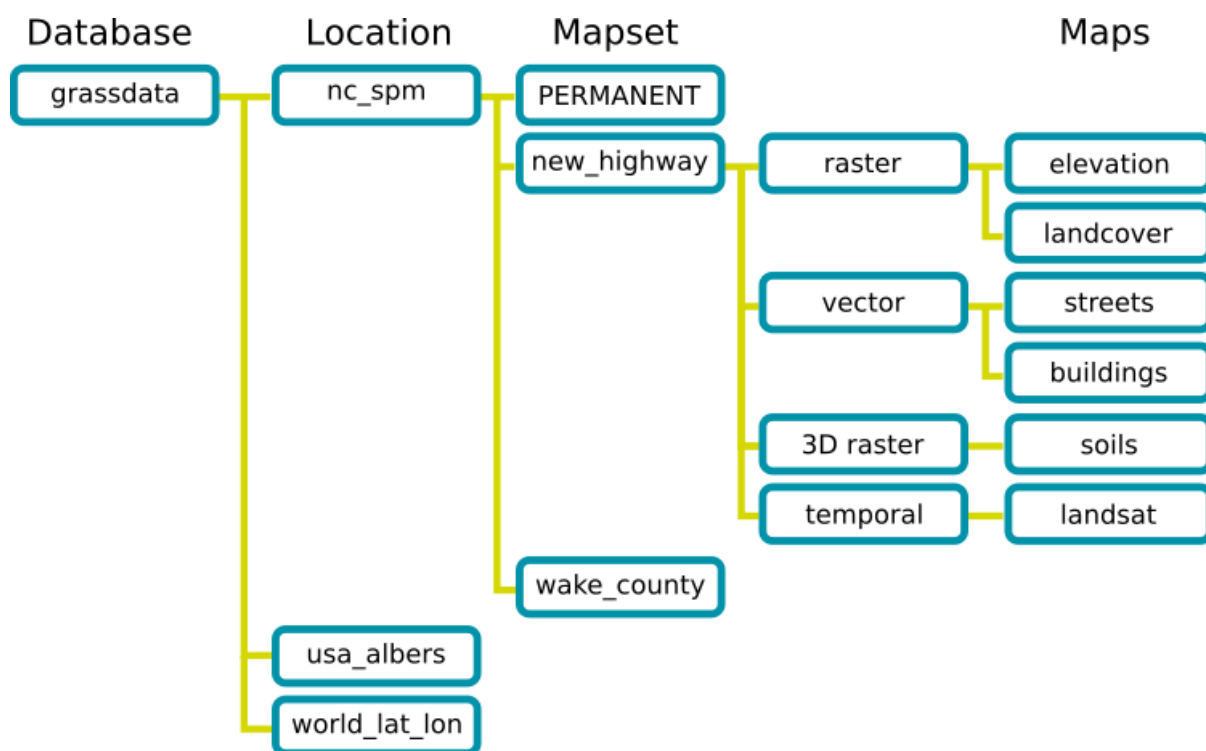 Database Location Mapset Maps
grassdata nc_spm PERMANENT
new_highway raster elevation
landcover
vector streets
buildings
3D raster soils
temporal landsat
wake_county
usa_albers
world_lat_lon